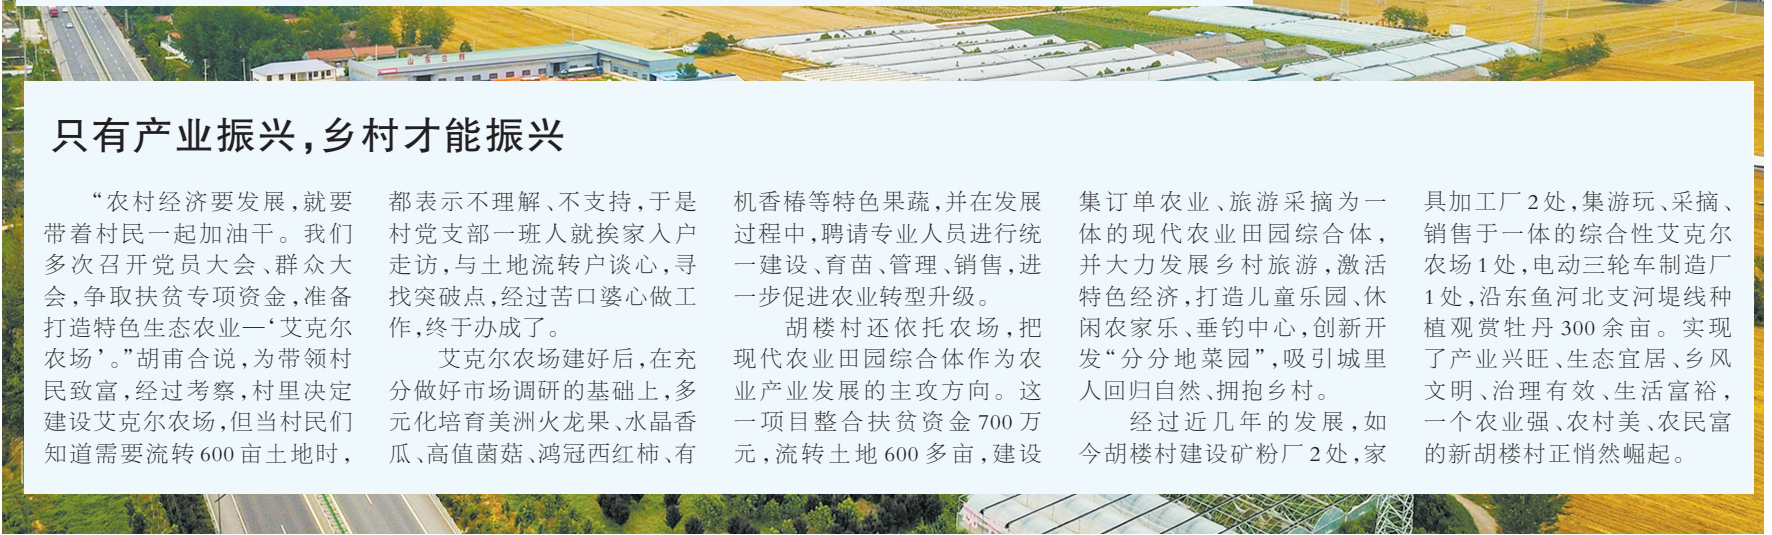 山东众程
只有产业振兴，乡村才能振兴
“农村经济要发展，就要
带着村民一起加油干。我们
多次召开党员大会、群众大
会，争取扶贫专项资金，准备
打造特色生态农业—‘艾克尔
农场’。”胡甫合说，为带领村
民致富，经过考察，村里决定
建设艾克尔农场，但当村民们
知道需要流转600亩土地时，
都表示不理解、不支持，于是
村党支部一班人就挨家入户
走访，与土地流转户谈心，寻
找突破点，经过苦口婆心做工
作，终于办成了。
艾克尔农场建好后，在充
分做好市场调研的基础上，多
元化培育美洲火龙果、水晶香
瓜、高值菌菇、鸿冠西红柿、有
机香椿等特色果蔬，并在发展
过程中，聘请专业人员进行统
一建设、育苗、管理、销售，进
一步促进农业转型升级。
胡楼村还依托农场，把
现代农业田园综合体作为农
业产业发展的主攻方向。这
一项目整合扶贫资金700万
元，流转土地600多亩，建设
集订单农业、旅游采摘为一
体的现代农业田园综合体，
并大力发展乡村旅游，激活
特色经济，打造儿童乐园、休
闲农家乐、垂钓中心，创新开
发“分分地菜园”，吸引城里
人回归自然、拥抱乡村。
经过近几年的发展，如
今胡楼村建设矿粉厂2处，家
具加工厂2处，集游玩、采摘、
销售于一体的综合性艾克尔
农场1处，电动三轮车制造厂
1处，沿东鱼河北支河堤线种
植观赏牡丹300余亩。实现
了产业兴旺、生态宜居、乡风
文明、治理有效、生活富裕，
一个农业强、农村美、农民富
的新胡楼村正悄然崛起。